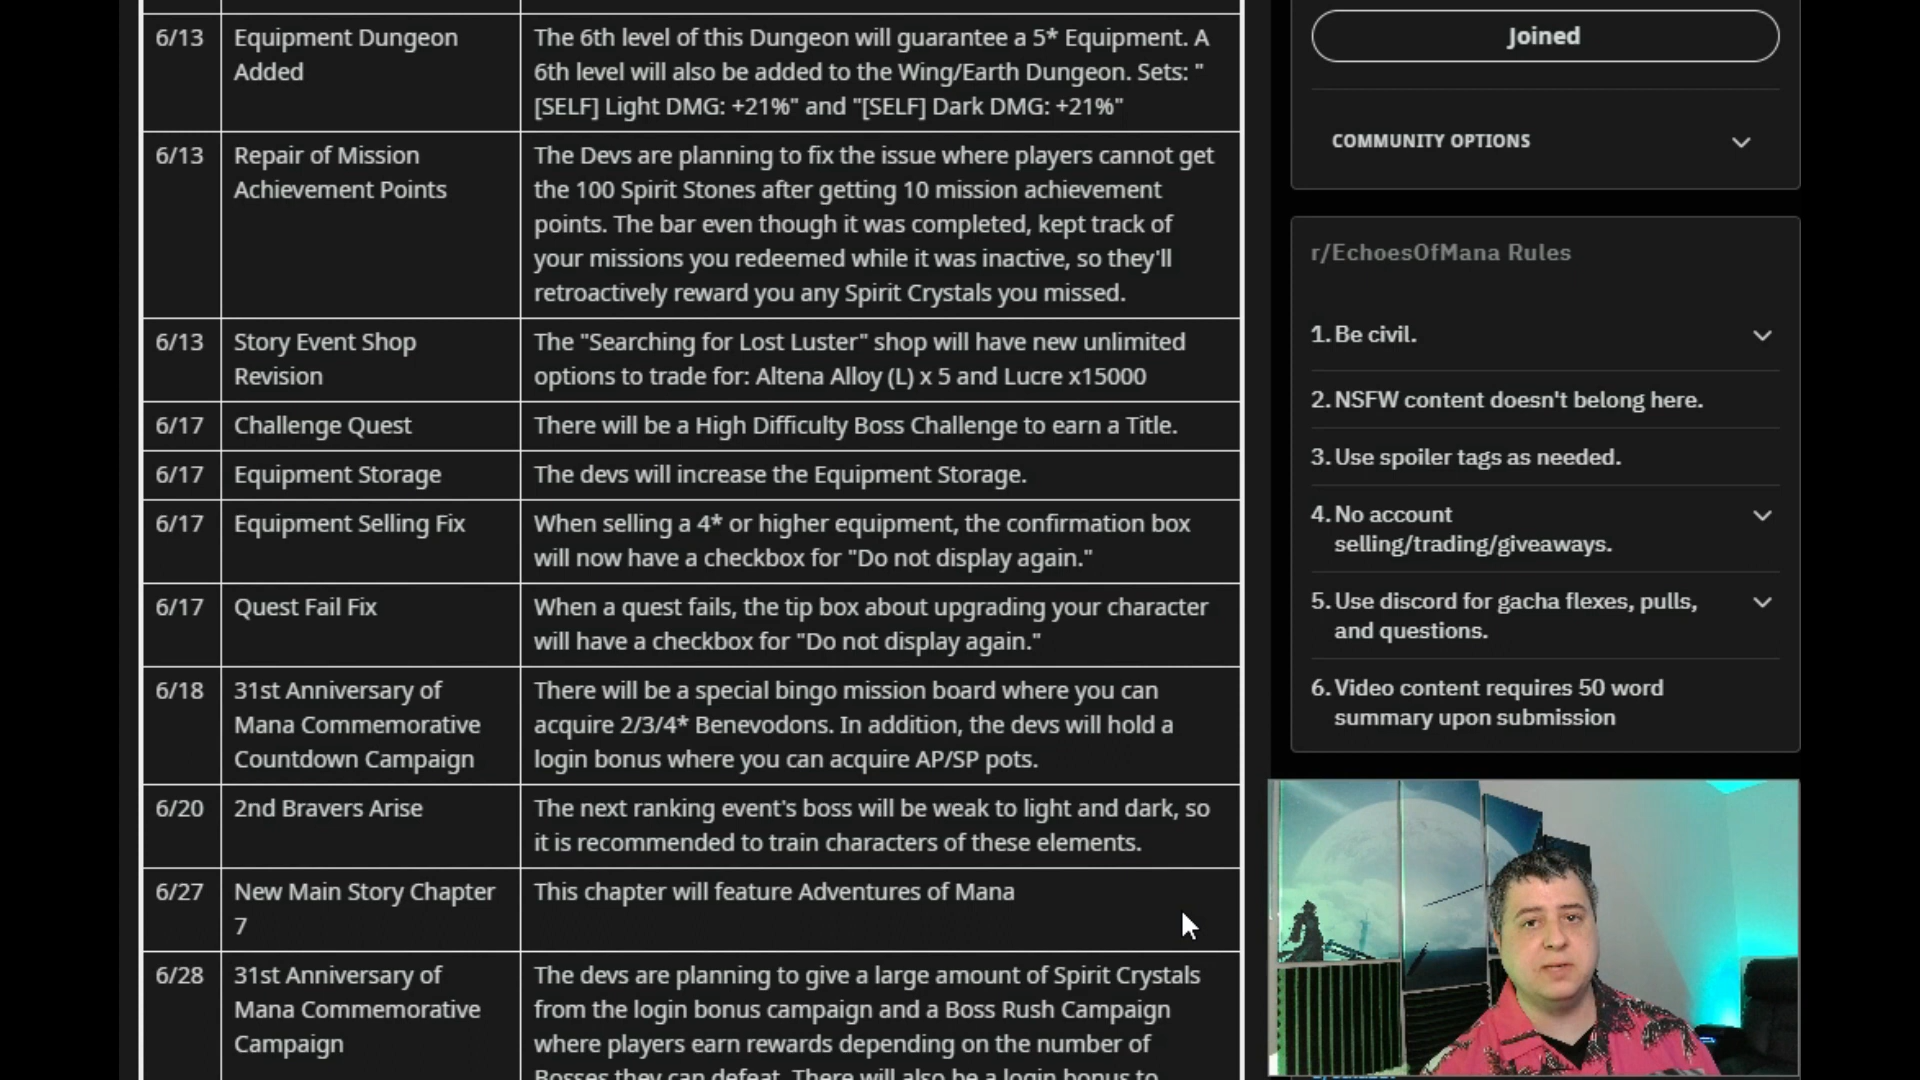 6/13
Equipment Dungeon
Added
The 6th level of this Dungeon will guarantee a 5* Equipment. A
6th level will also be added to the Wing/Earth Dungeon. Sets: "
[SELF] Light DMG: +21%" and "[SELF] Dark DMG: +21%"
6/13
Repair of Mission
Achievement Points
The Devs are planning to fix the issue where players cannot get
the 100 Spirit Stones after getting 10 mission achievement
points. The bar even though it was completed, kept track of
your missions you redeemed while it was inactive, so they'll
retroactively reward you any Spirit Crystals you missed.
6/13
Story Event Shop
Revision
The "Searching for Lost Luster" shop will have new unlimited
options to trade for: Altena Alloy (L) x 5 and Lucre x15000
6/17
Challenge Quest
There will be a High Difficulty Boss Challenge to earn a Title.
6/17
Equipment Storage
The devs will increase the Equipment Storage.
6/17
Equipment Selling Fix
When selling a 4* or higher equipment, the confirmation box
will now have a checkbox for "Do not display again."
6/17
Quest Fail Fix
When a quest fails, the tip box about upgrading your character
will have a checkbox for "Do not display again."
6/18
31st Anniversary of
Mana Commemorative
Countdown Campaign
There will be a special bingo mission board where you can
acquire 2/3/4* Benevodons. In addition, the devs will hold a
login bonus where you can acquire AP/SP pots.
6/20
2nd Bravers Arise
The next ranking event's boss will be weak to light and dark, so
it is recommended to train characters of these elements.
6/27
New Main Story Chapter
7
This chapter will feature Adventures of Mana
6/28
31st Anniversary of
Mana Commemorative
Campaign
The devs are planning to give a large amount of Spirit Crystals
from the login bonus campaign and a Boss Rush Campaign
where players earn rewards depending on the number of
Bosses they can defeat. There will also be a login bonus to
Joined
COMMUNITY OPTIONS
r/EchoesOfMana Rules
1. Be civil.
2. NSFW content doesn't belong here.
3. Use spoiler tags as needed.
4. No account
selling/trading/giveaways.
5. Use discord for gacha flexes, pulls,
and questions.
6. Video content requires 50 word
summary upon submission